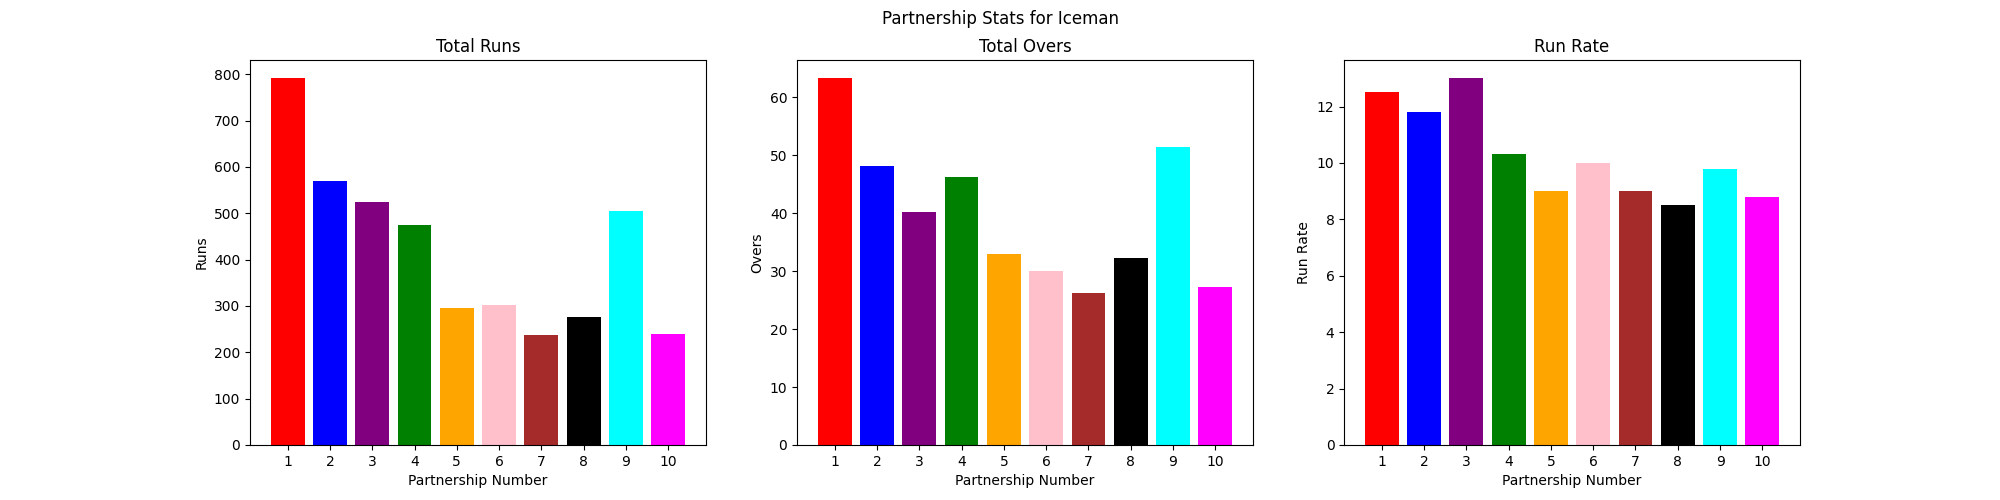 Partnership Stats for Iceman
Total Runs
Runs
800
700
600
500
400
300
200
100
0
1 2 3 4 5 6 7 8 9 10
Partnership Number
Total Overs
Overs
60
50
40
30
20
10
0
1 2 3 4 5 6 7 8 9 10
Partnership Number
Run Rate
Run Rate
12
10
8
6
4
2
0
1 2 3 4 5 6 7 8 9 10
Partnership Number